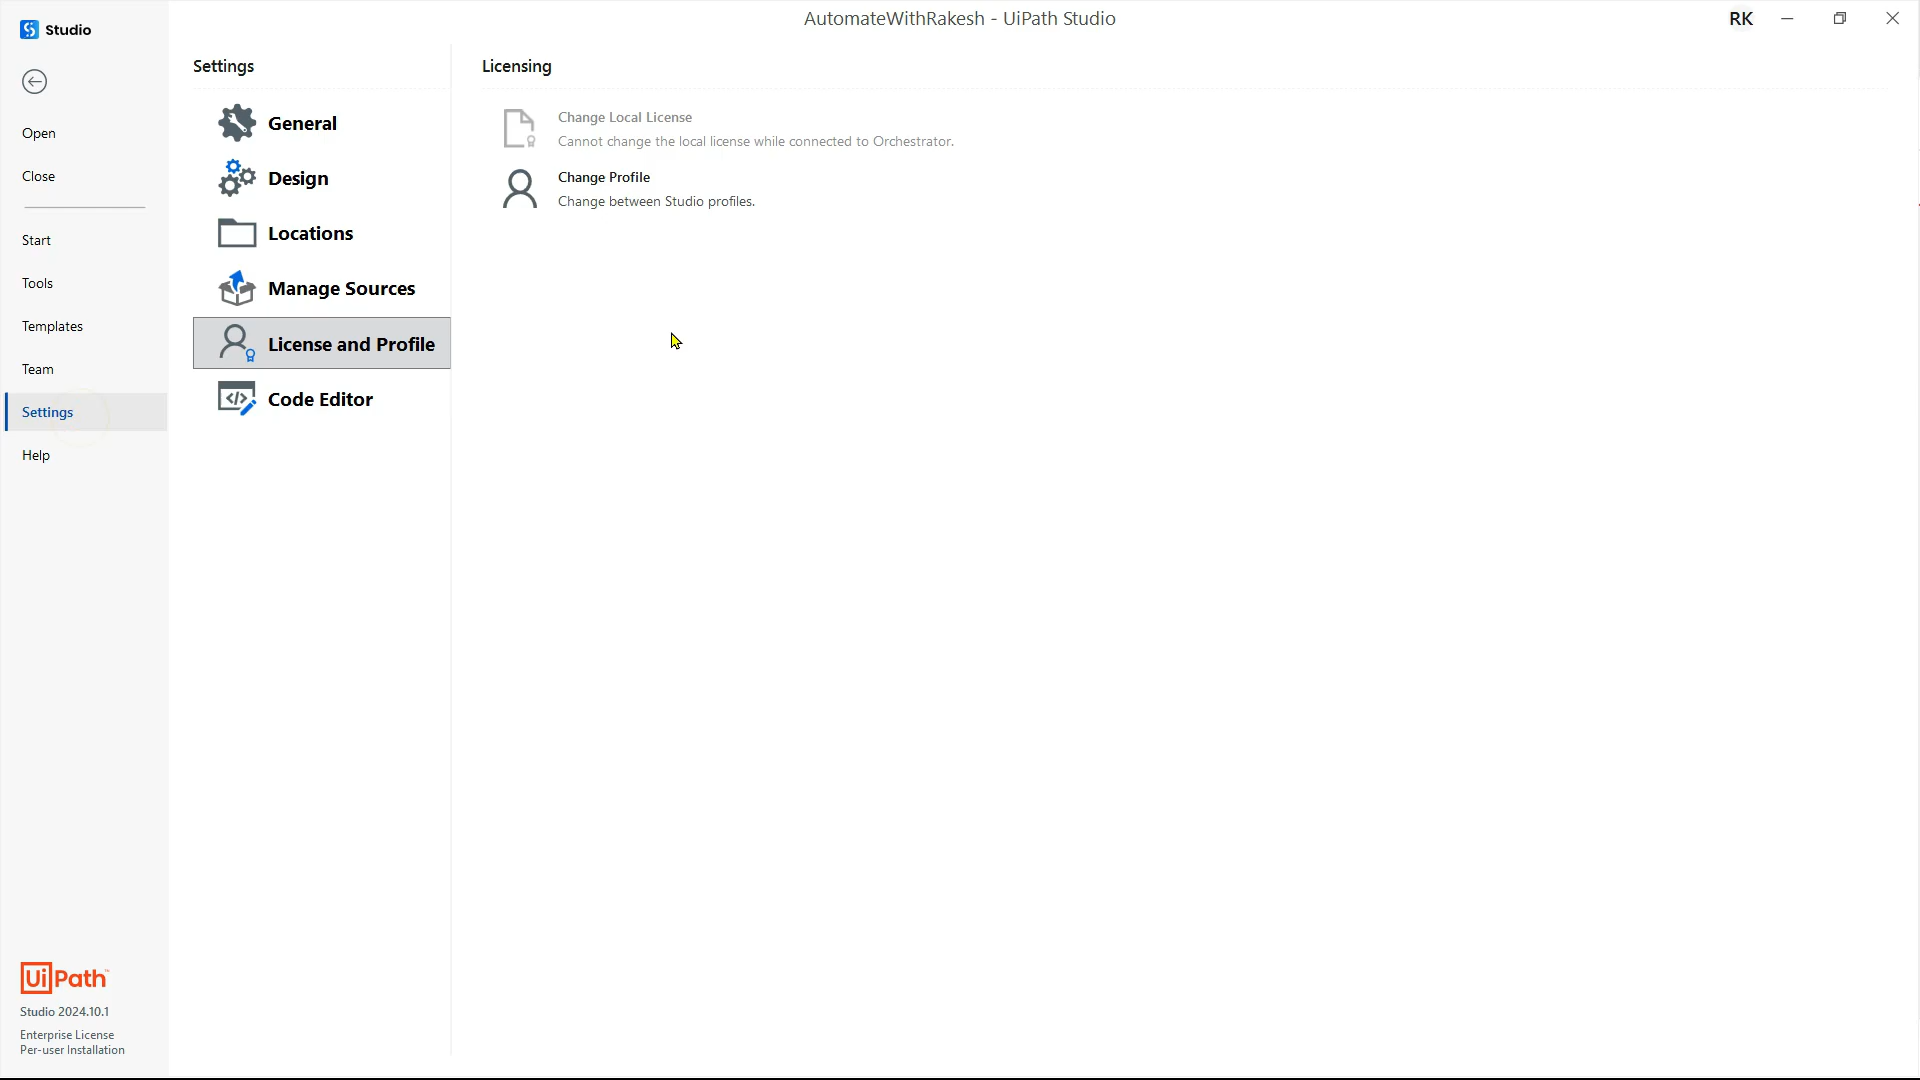 AutomateWithRakesh - UiPath Studio
RK
Studio
Open
Close
Start
Tools
Templates
Team
Settings
Help
UiPath™
Studio 2024.10.1
Enterprise License
Per-user Installation
Settings
General
Design
Locations
Manage Sources
License and Profile
Code Editor
Licensing
Change Local License
Cannot change the local license while connected to Orchestrator.
Change Profile
Change between Studio profiles.